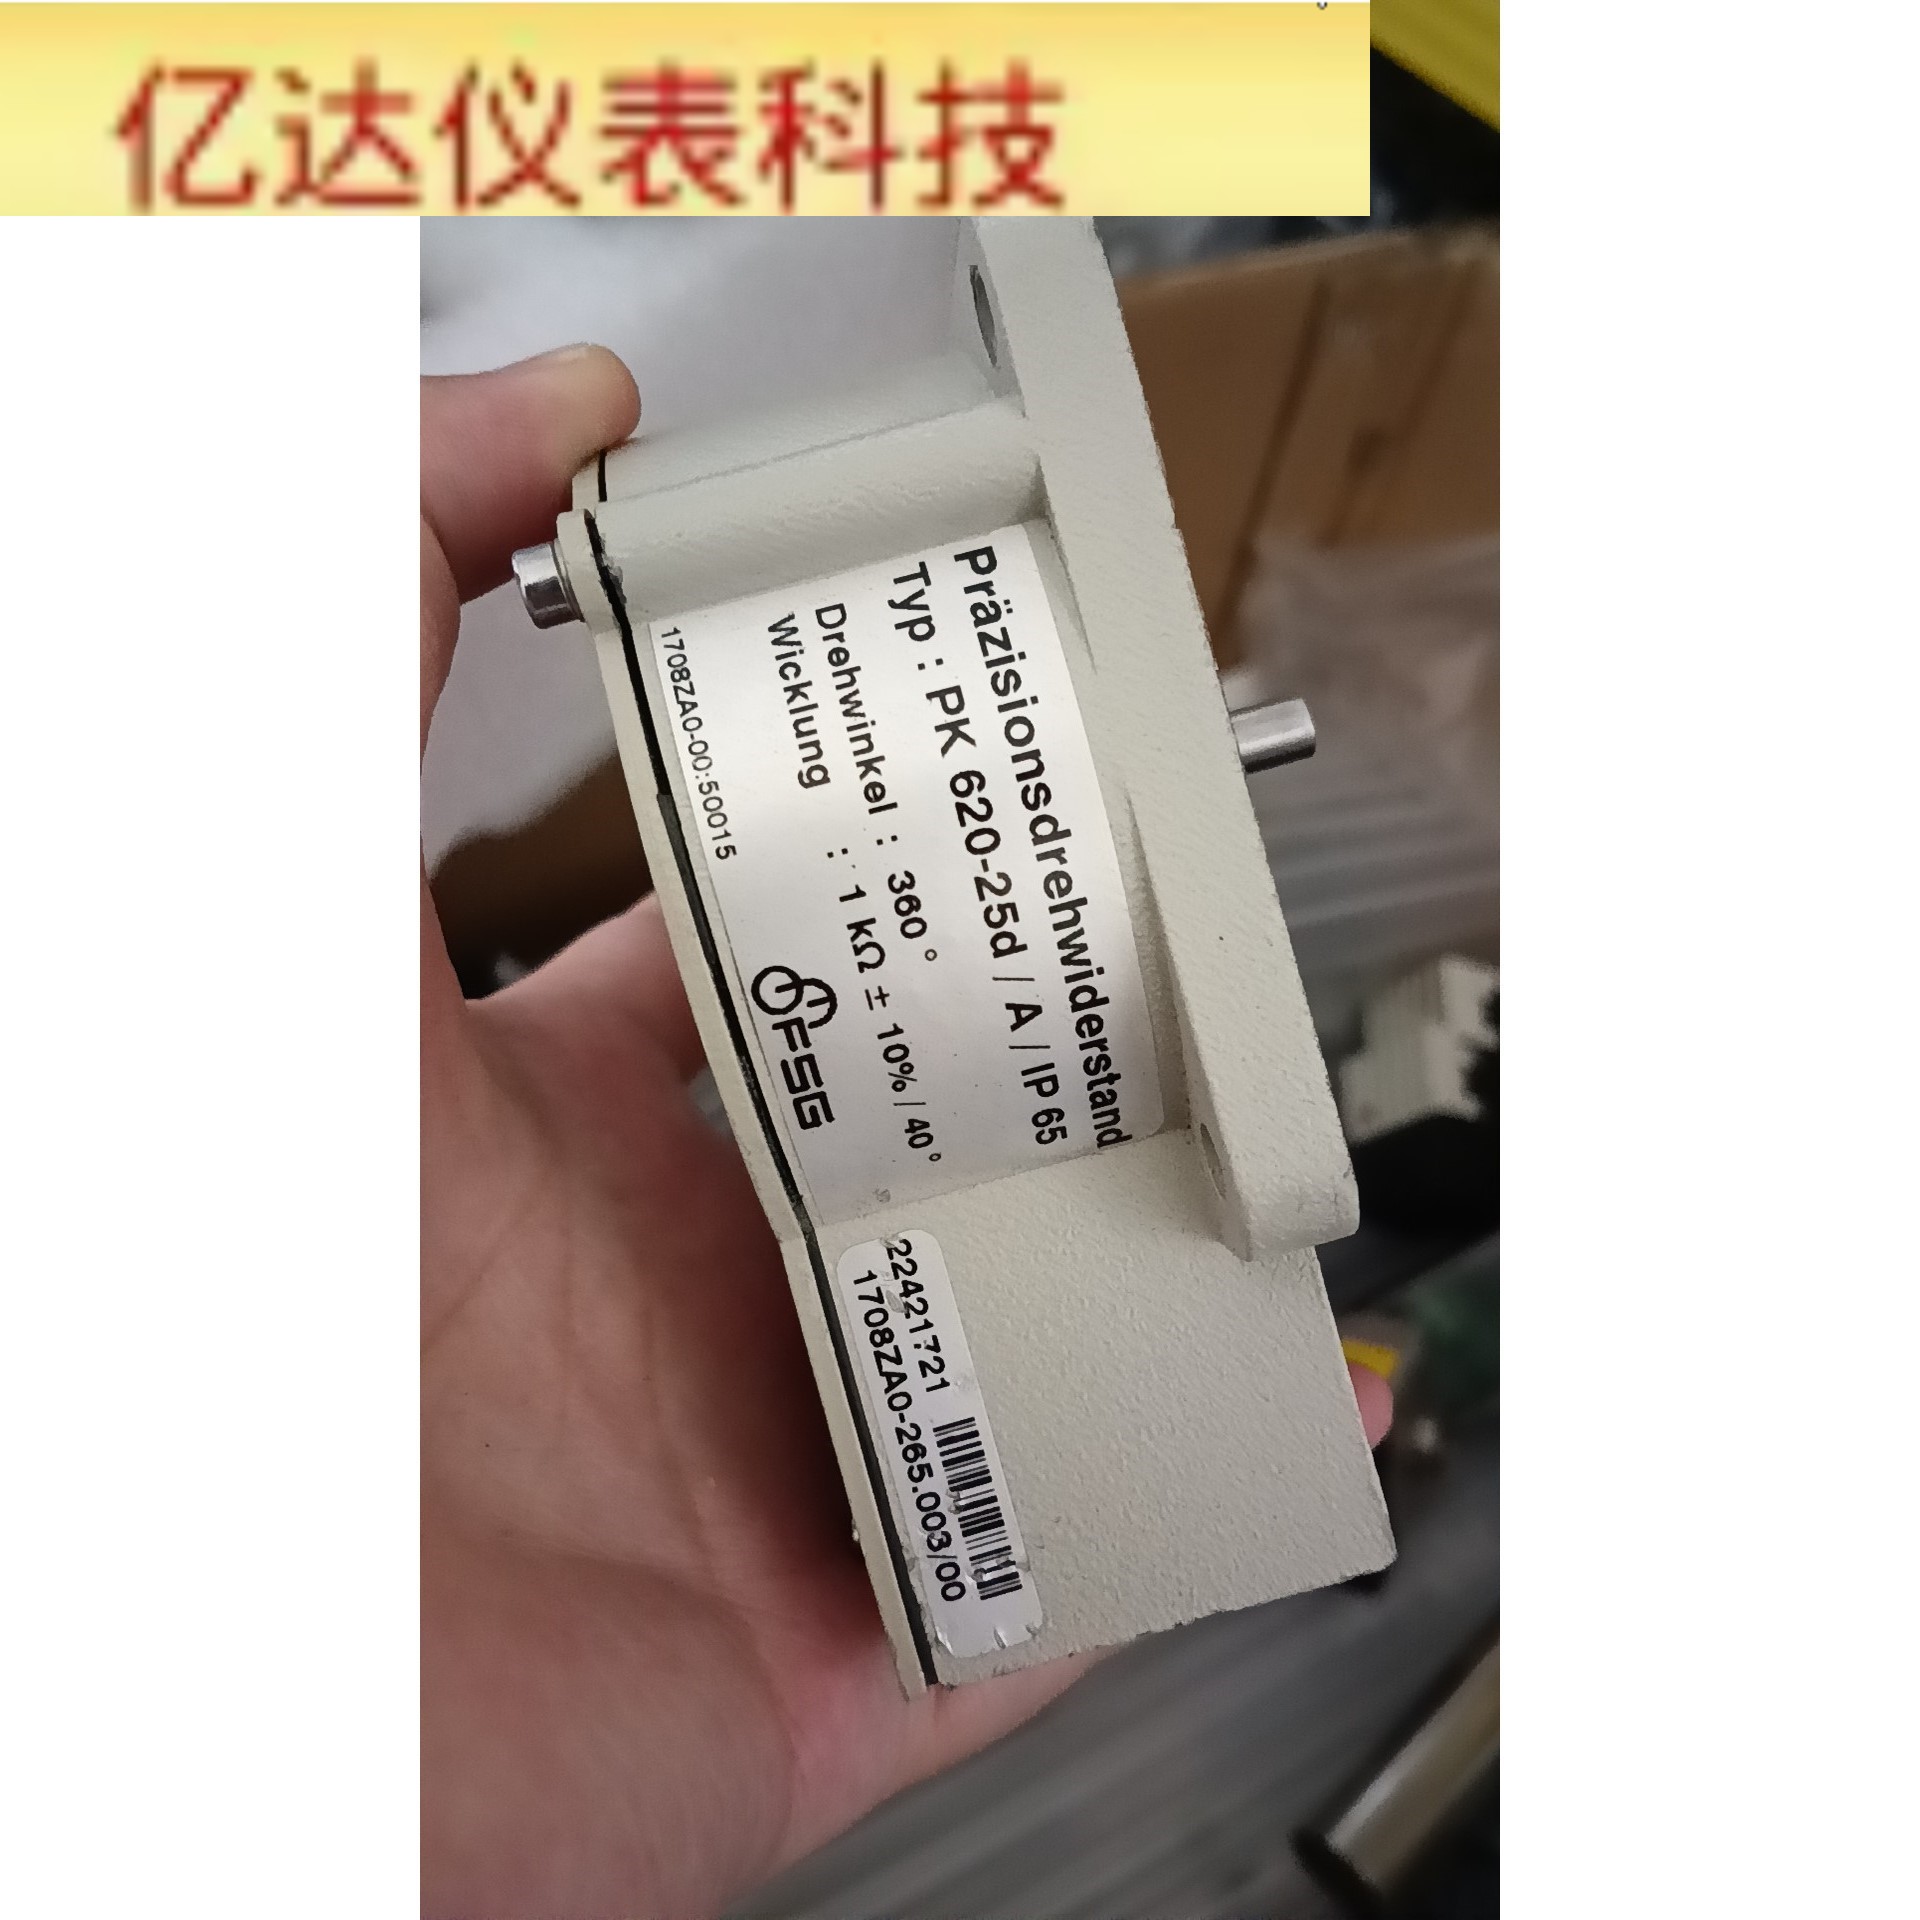 亿达仪表科技
Präzisionsdrehwiderstand
Typ : PK 620-25d / A / IP 65
Drehwinkel : 360 °
Wicklung : 1 kΩ ± 10% / 40°
1708ZA0-00:50015
FSG
22421721
1708ZA0-265.003/00